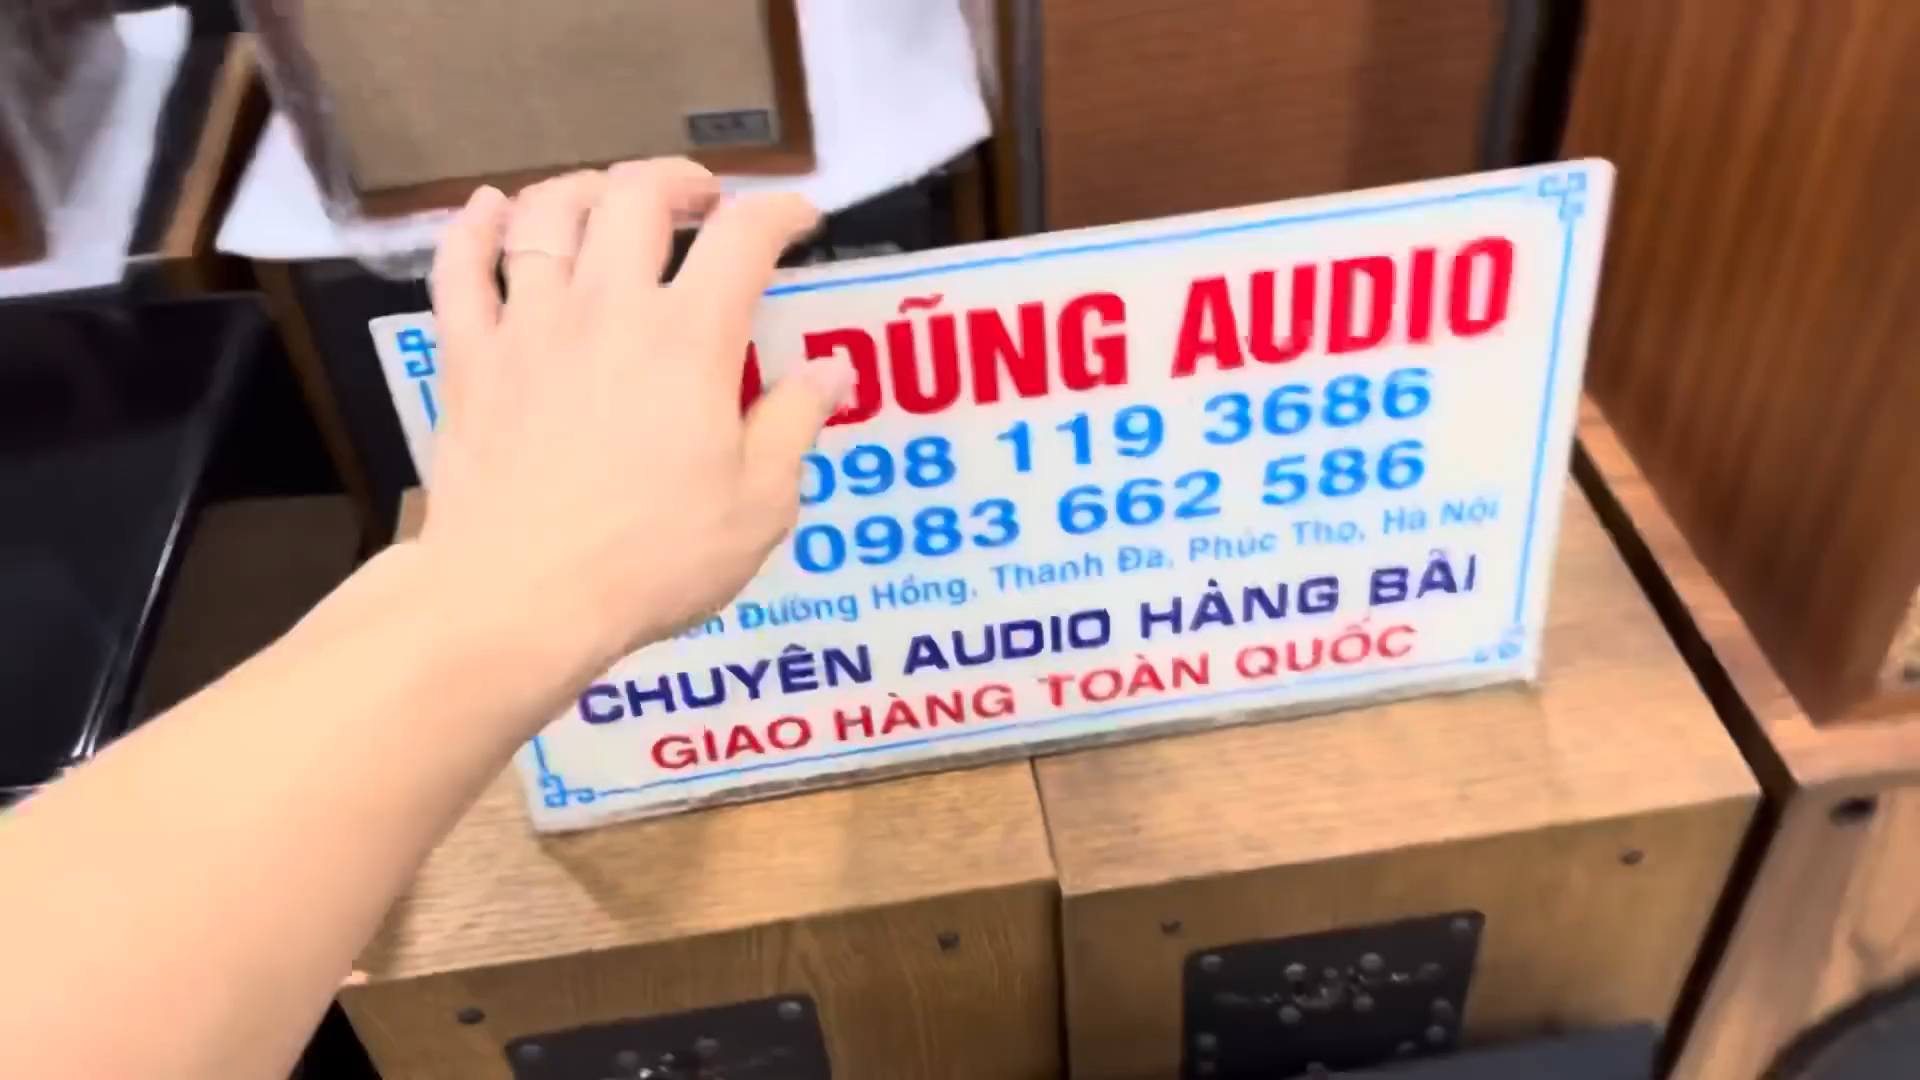 DŨNG AUDIO
098 119 3686
0983 662 586
Đường Hồng, Thanh Đa, Phúc Thọ, Hà Nội
CHUYÊN AUDIO HÀNG BÃI
GIAO HÀNG TOÀN QUỐC